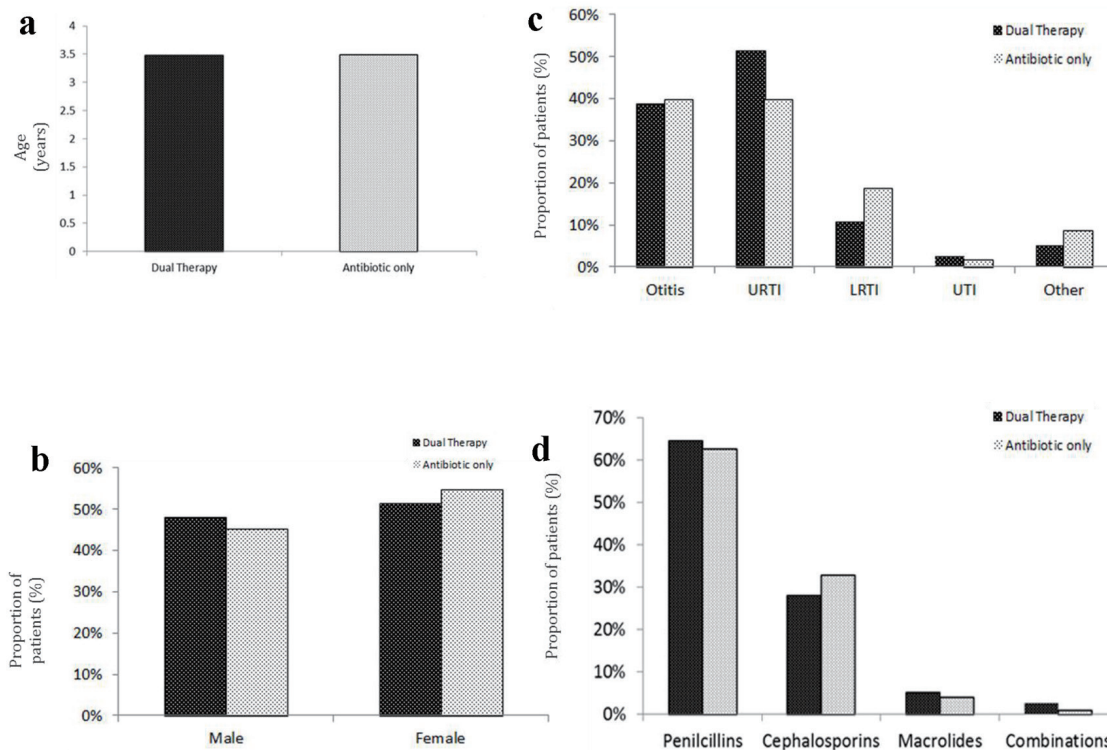 a
Age
(years)
4
3.5
3
2.5
2
1.5
1
0.5
0
Dual Therapy
Antibiotic only
c
Proportion of patients (%)
60%
50%
40%
30%
20%
10%
0%
Dual Therapy
Antibiotic only
Otitis
URTI
LRTI
UTI
Other
b
Proportion of
patients (%)
60%
50%
40%
30%
20%
10%
0%
Dual Therapy
Antibiotic only
Male
Female
d
Proportion of patients (%)
70%
60%
50%
40%
30%
20%
10%
0%
Dual Therapy
Antibiotic only
Penilcillins
Cephalosporins
Macrolides
Combinations